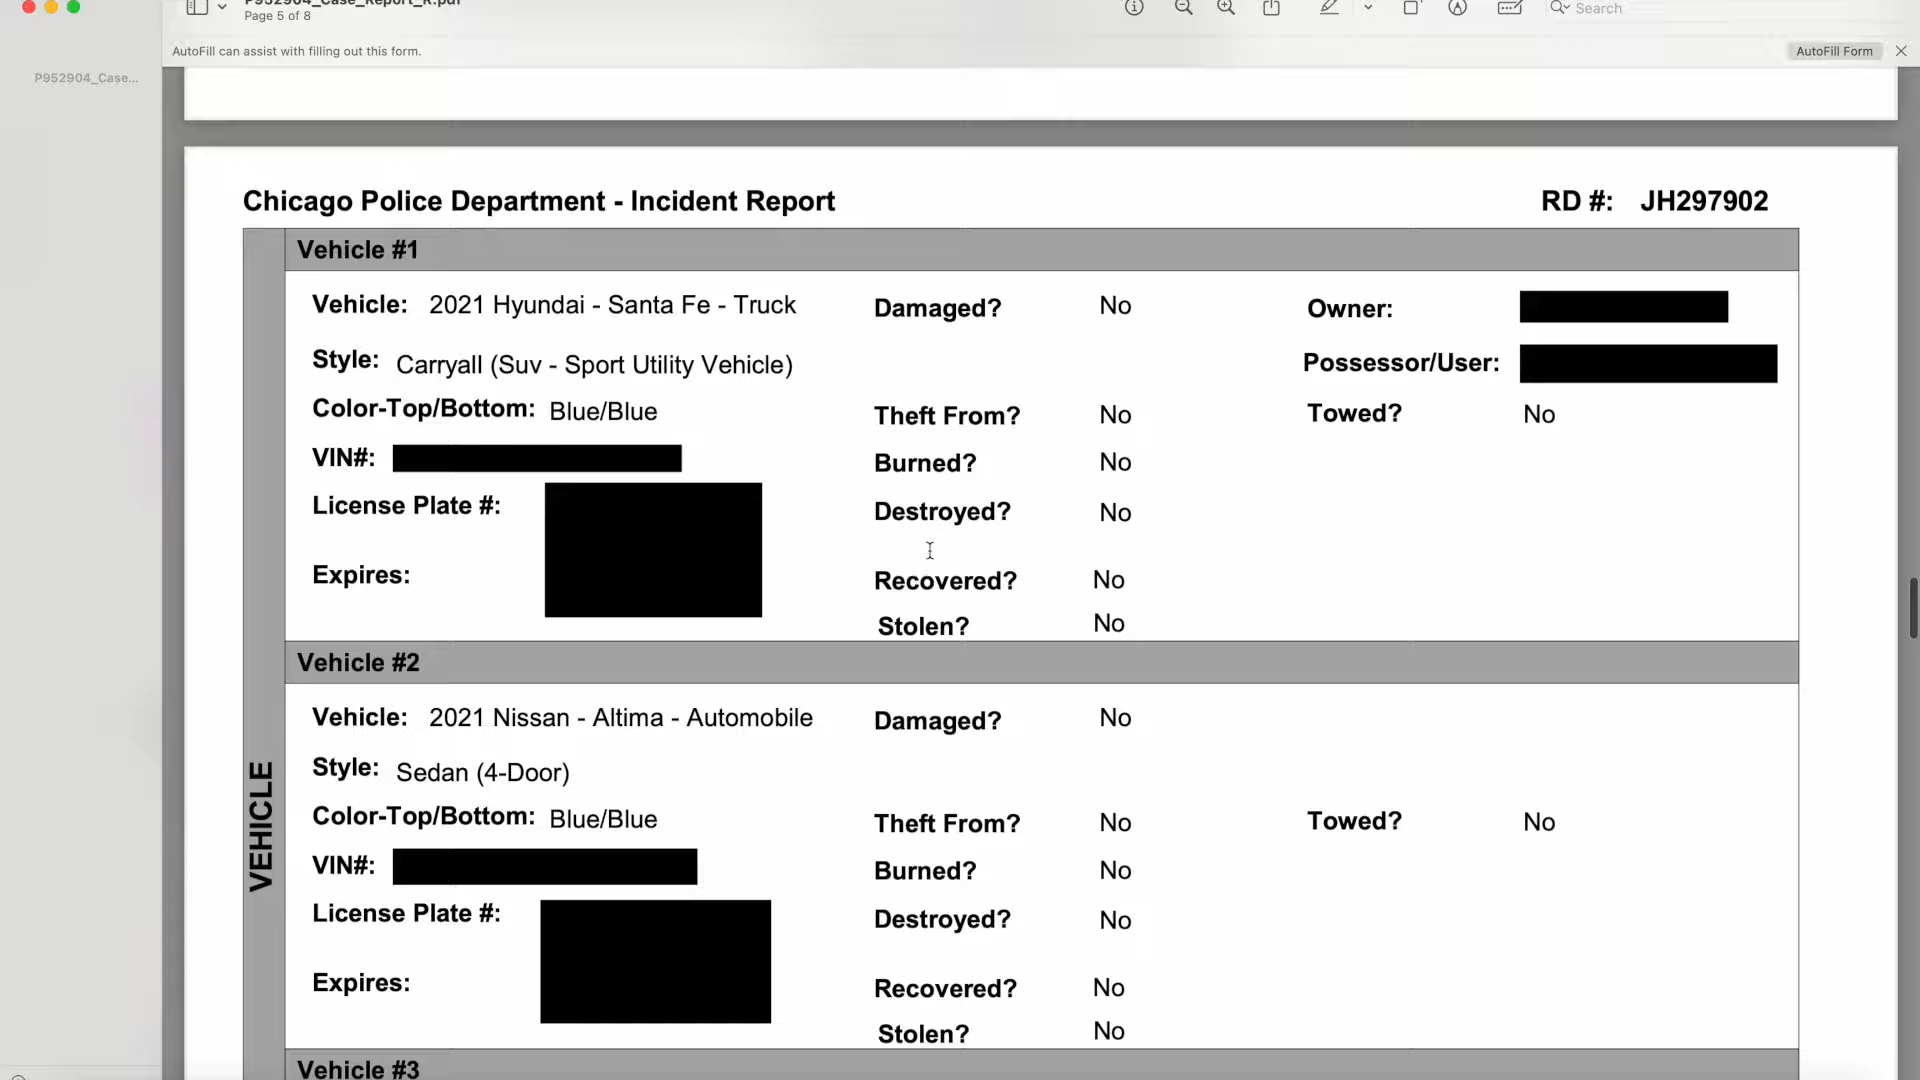 P952904_Case_Report_R.pdf
Page 5 of 8
Search
AutoFill can assist with filling out this form.
AutoFill Form
P952904_Case...
Chicago Police Department - Incident Report
RD #: JH297902
Vehicle #1
Vehicle: 2021 Hyundai - Santa Fe - Truck Damaged? No Owner:
Style: Carryall (Suv - Sport Utility Vehicle) Possessor/User:
Color-Top/Bottom: Blue/Blue Theft From? No Towed? No
VIN#: Burned? No
License Plate #: Destroyed? No
Expires: Recovered? No
Stolen? No
Vehicle #2
Vehicle: 2021 Nissan - Altima - Automobile Damaged? No
Style: Sedan (4-Door)
Color-Top/Bottom: Blue/Blue Theft From? No Towed? No
VIN#: Burned? No
License Plate #: Destroyed? No
Expires: Recovered? No
Stolen? No
VEHICLE
Vehicle #3